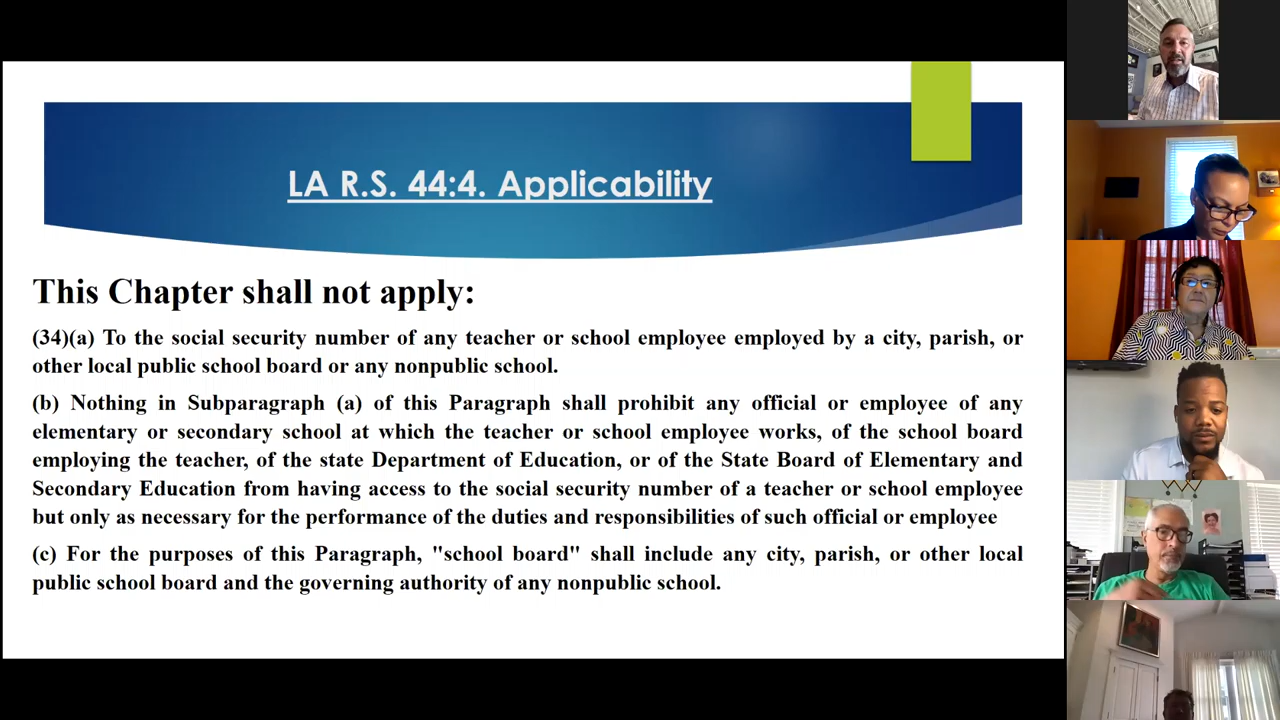 LA R.S. 44:4. Applicability
This Chapter shall not apply:
(34)(a) To the social security number of any teacher or school employee employed by a city, parish, or
other local public school board or any nonpublic school.
(b) Nothing in Subparagraph (a) of this Paragraph shall prohibit any official or employee of any
elementary or secondary school at which the teacher or school employee works, of the school board
employing the teacher, of the state Department of Education, or of the State Board of Elementary and
Secondary Education from having access to the social security number of a teacher or school employee
but only as necessary for the performance of the duties and responsibilities of such official or employee
(c) For the purposes of this Paragraph, "school board" shall include any city, parish, or other local
public school board and the governing authority of any nonpublic school.